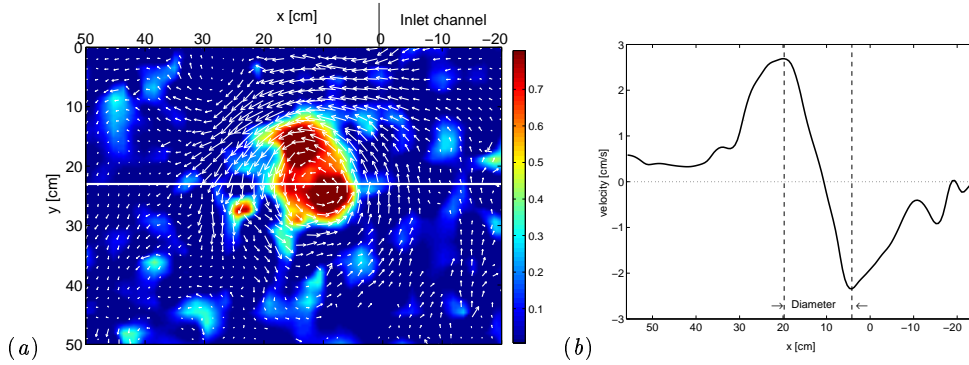 x [cm]
Inlet channel
50 40 30 20 10 0 −10 −20
0
10
20
30
40
50
y [cm]
0.7
0.6
0.5
0.4
0.3
0.2
0.1
(a)
3
2
1
0
−1
−2
−3
velocity [cm/s]
Diameter
50 40 30 20 10 0 −10 −20
x [cm]
(b)